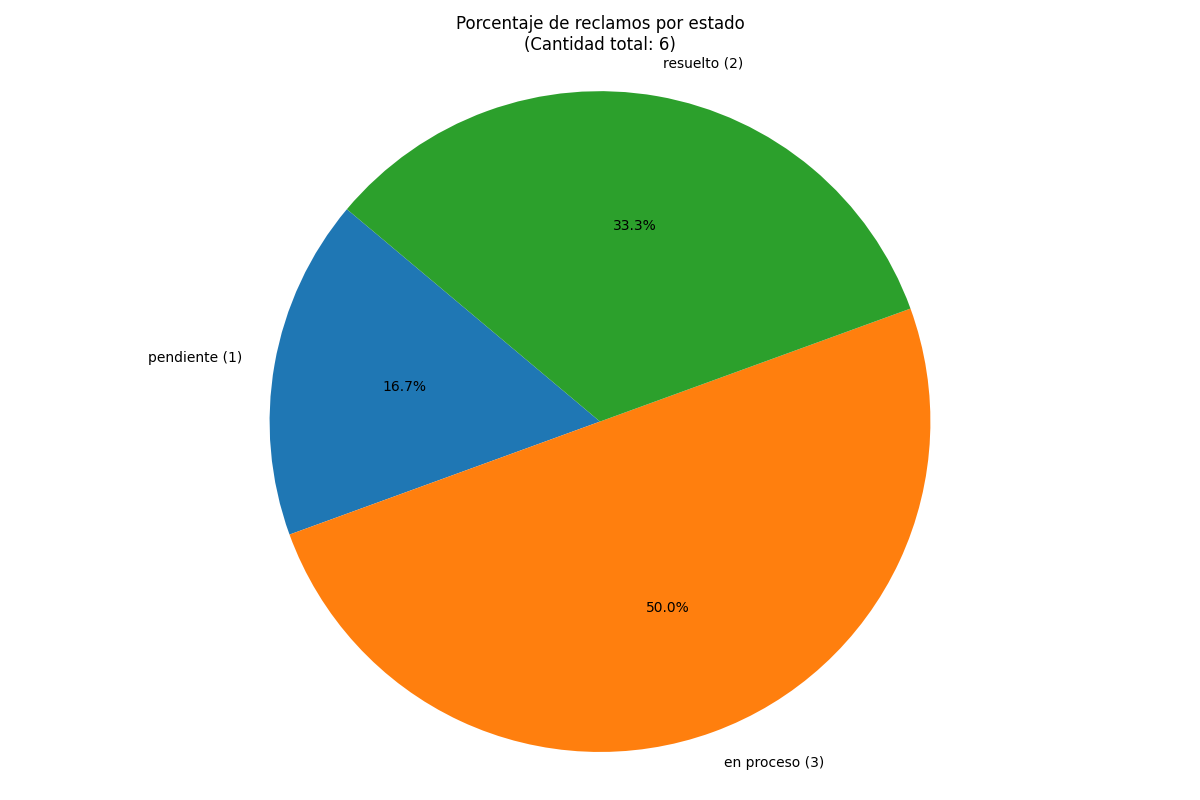 Porcentaje de reclamos por estado
(Cantidad total: 6)
resuelto (2)
33.3%
pendiente (1)
16.7%
50.0%
en proceso (3)